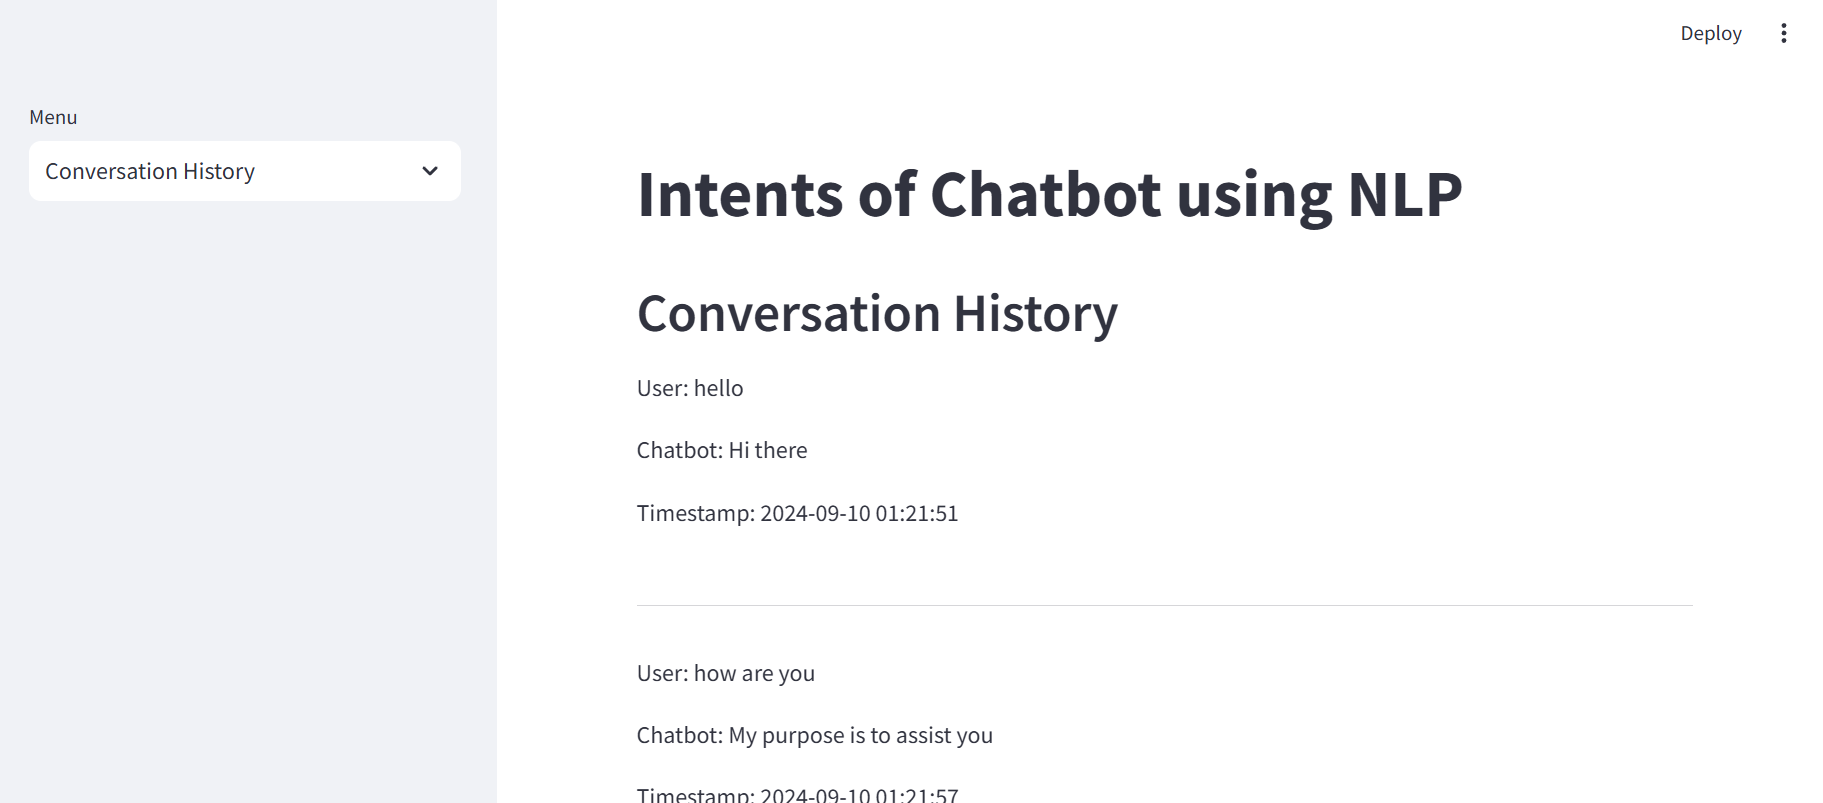 Deploy
Menu
Conversation History
Intents of Chatbot using NLP
Conversation History
User: hello
Chatbot: Hi there
Timestamp: 2024-09-10 01:21:51
User: how are you
Chatbot: My purpose is to assist you
Timestamp: 2024-09-10 01:21:57